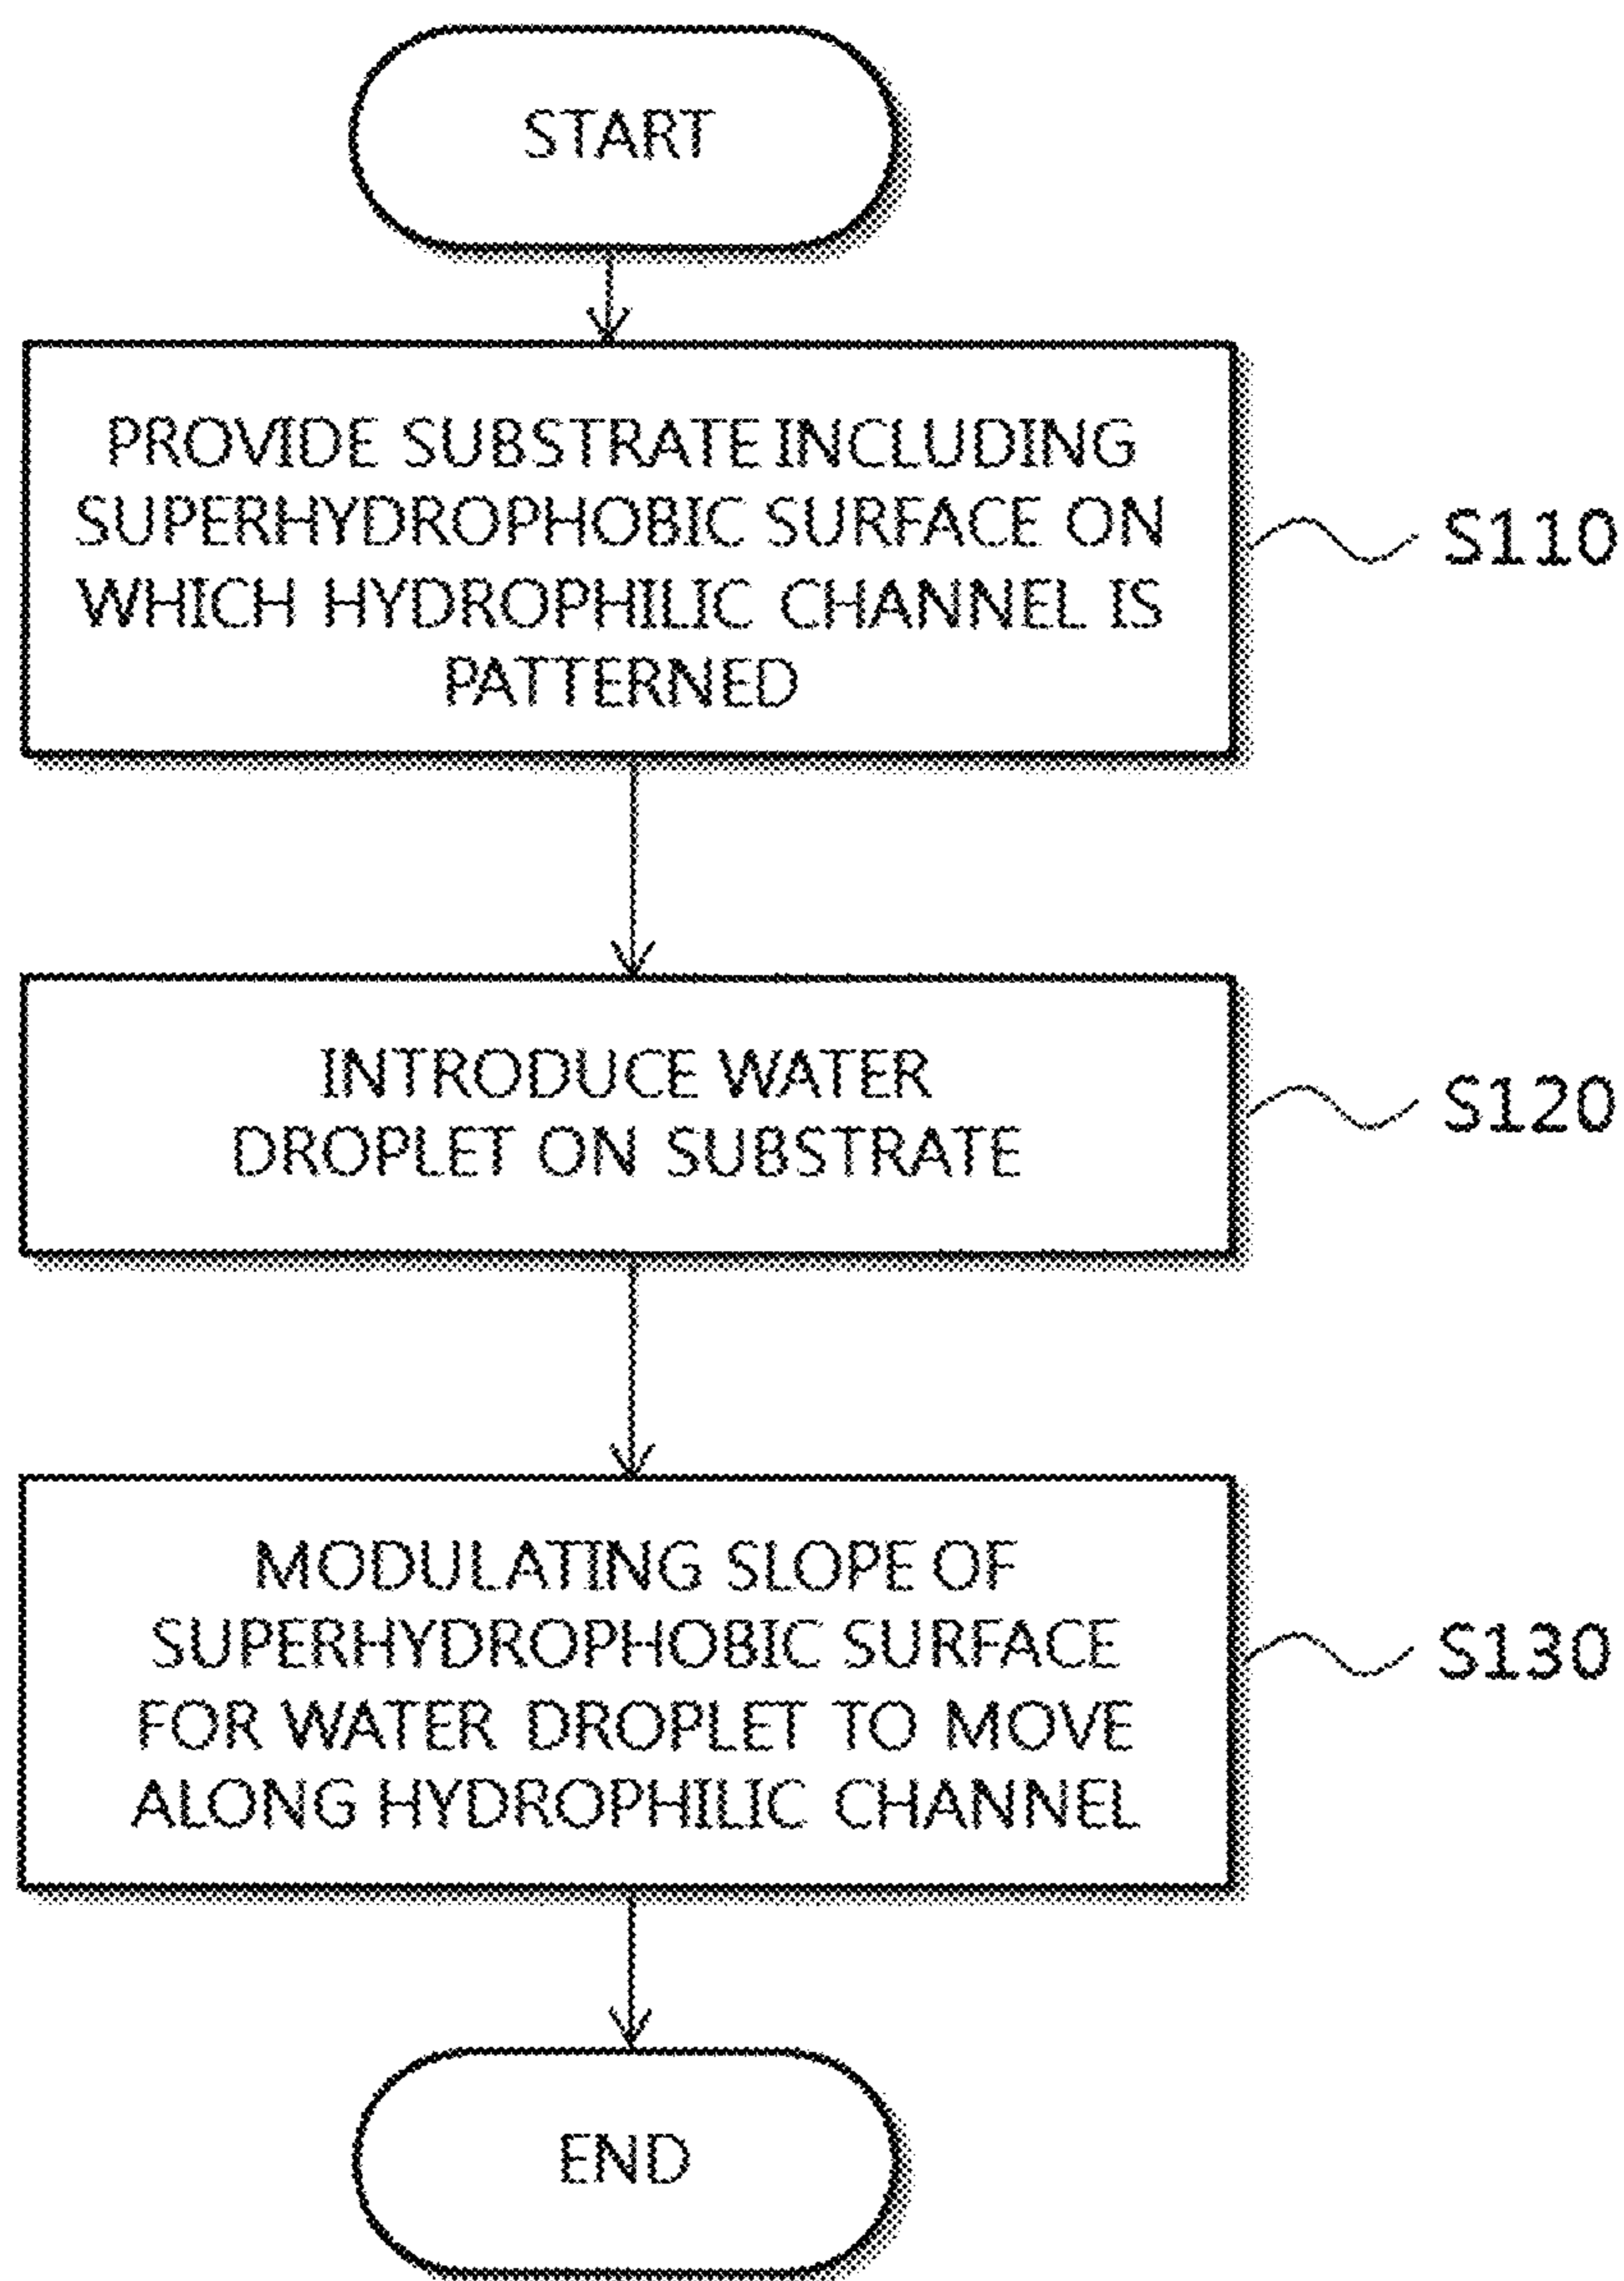 START
PROVIDE SUBSTRATE INCLUDING
SUPERHYDROPHOBIC SURFACE ON
WHICH HYDROPHILIC CHANNEL IS
PATTERNED
S110
INTRODUCE WATER
DROPLET ON SUBSTRATE
S120
MODULATING SLOPE OF
SUPERHYDROPHOBIC SURFACE
FOR WATER DROPLET TO MOVE
ALONG HYDROPHILIC CHANNEL
S130
END